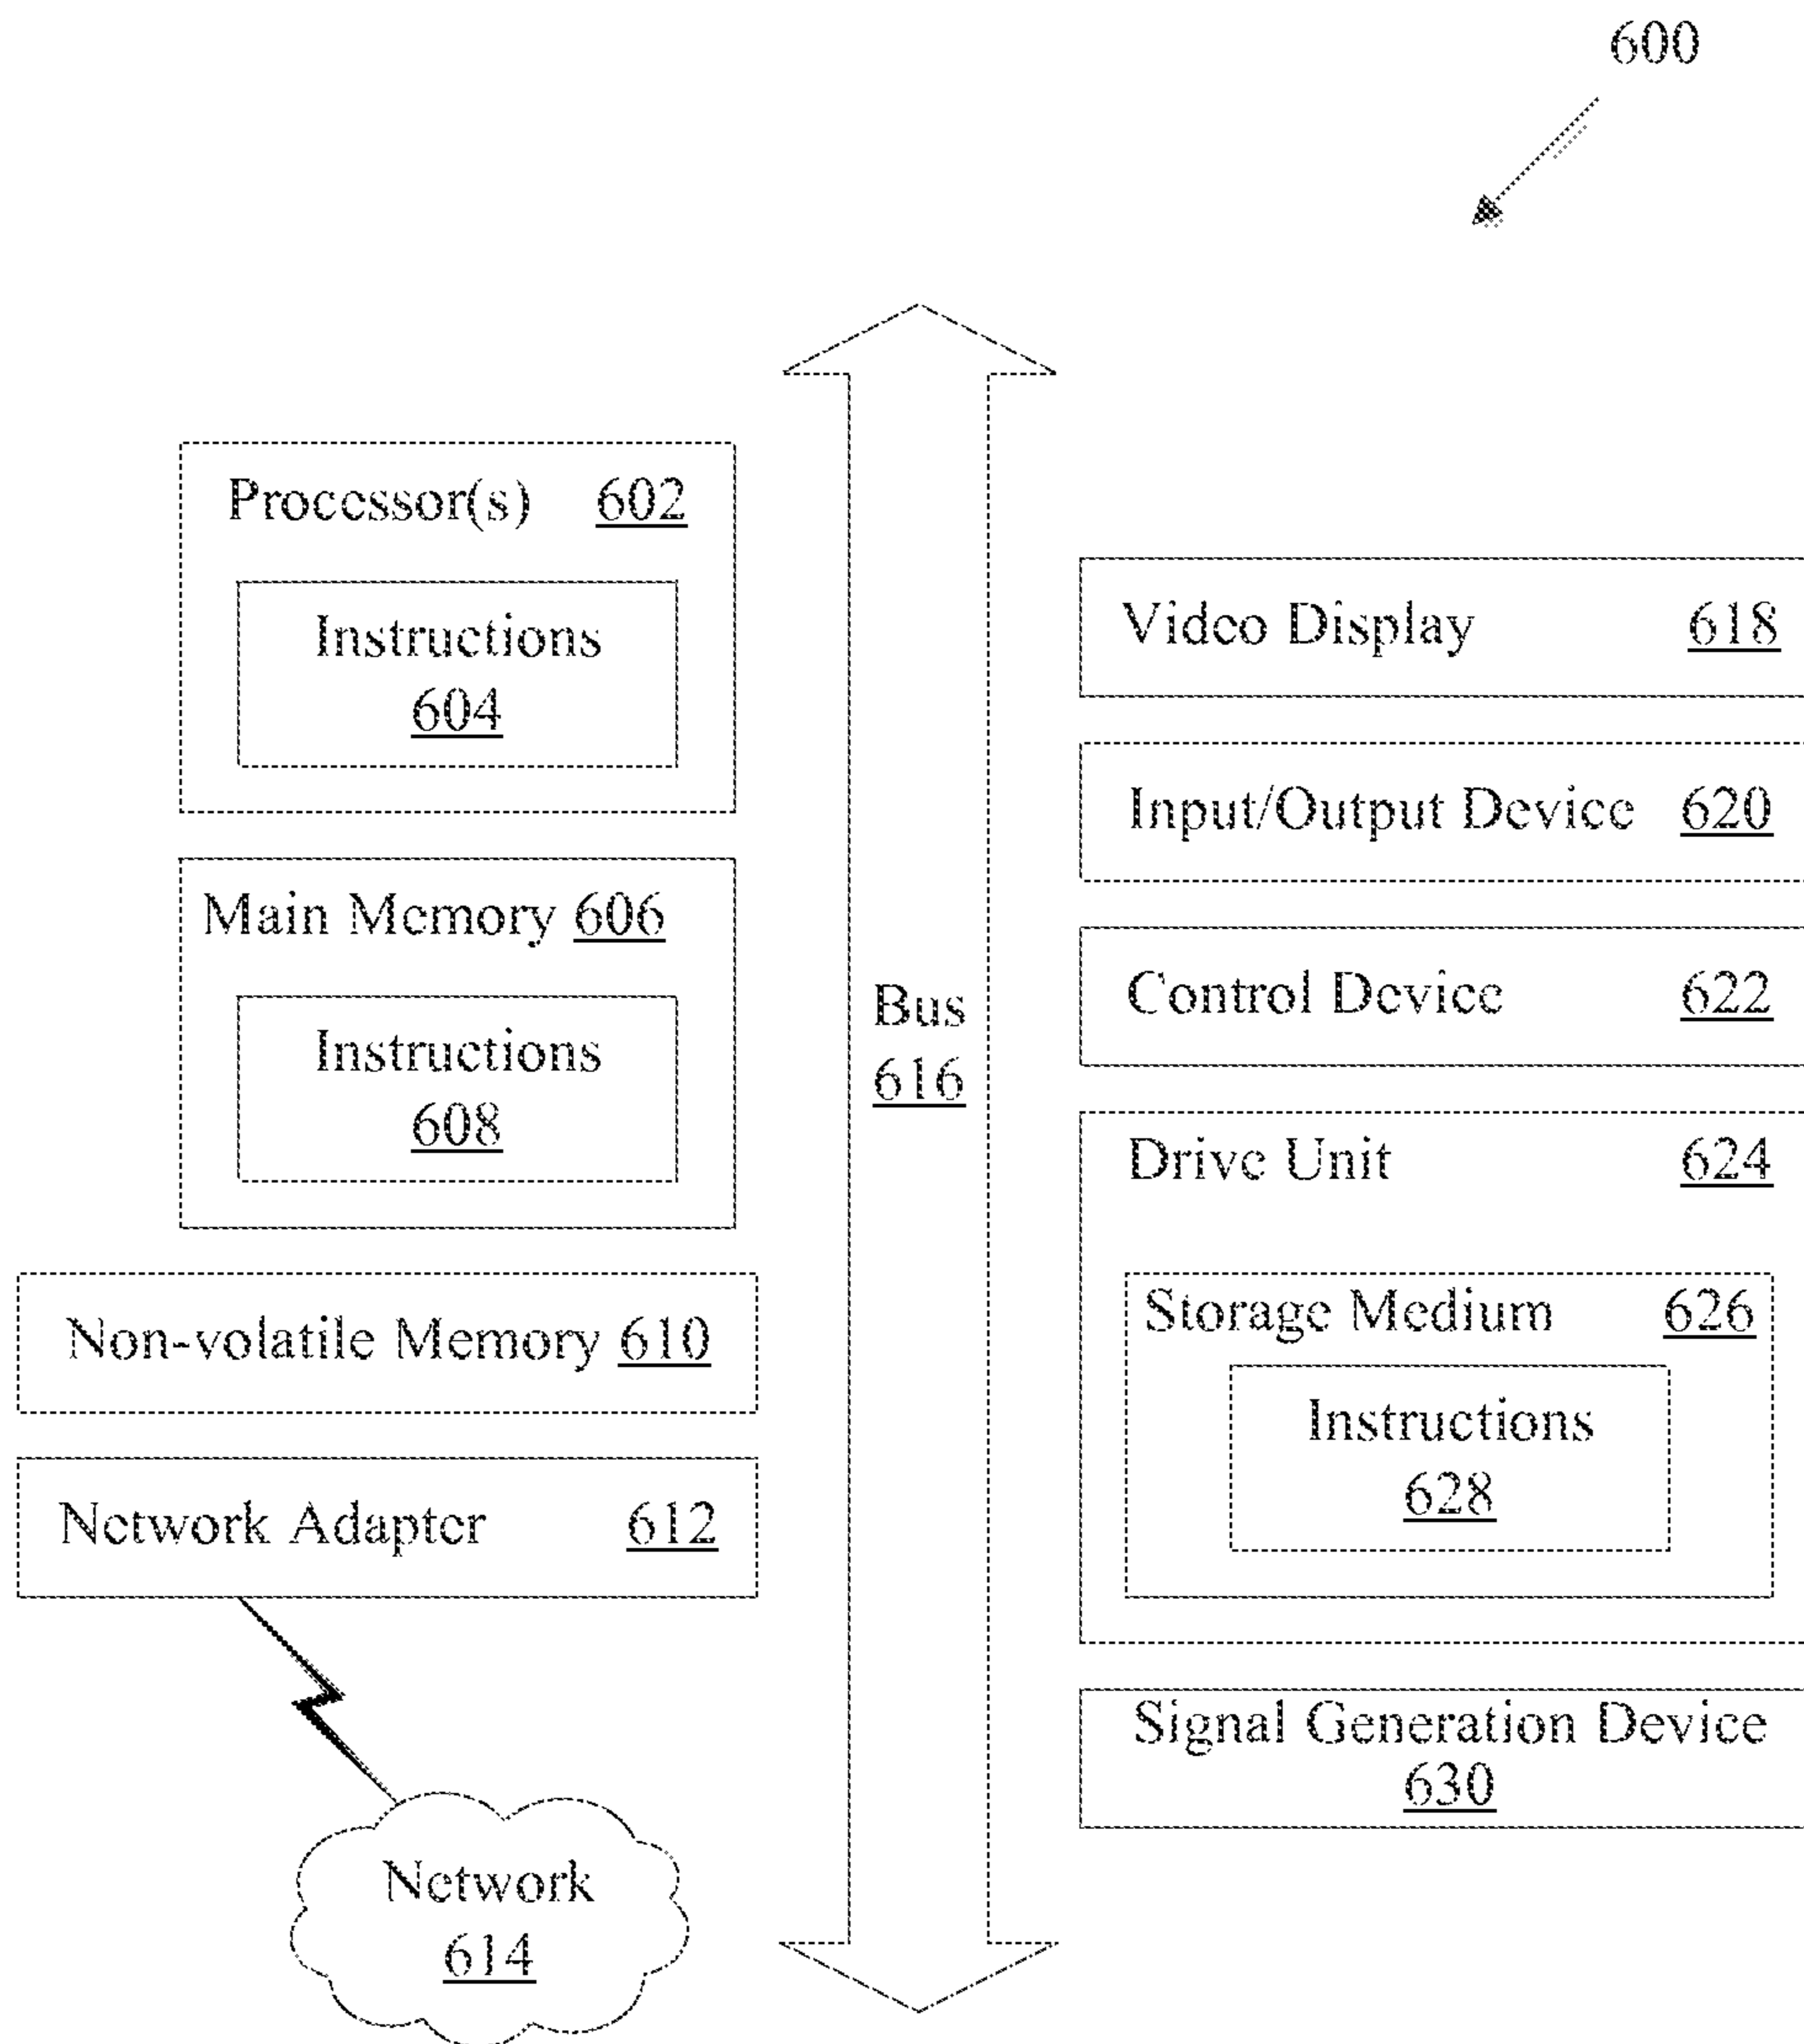 600
Processor(s) 602
Instructions
604
Main Memory 606
Instructions
608
Non-volatile Memory 610
Network Adapter 612
Network
614
Bus
616
Video Display 618
Input/Output Device 620
Control Device 622
Drive Unit 624
Storage Medium 626
Instructions
628
Signal Generation Device
630